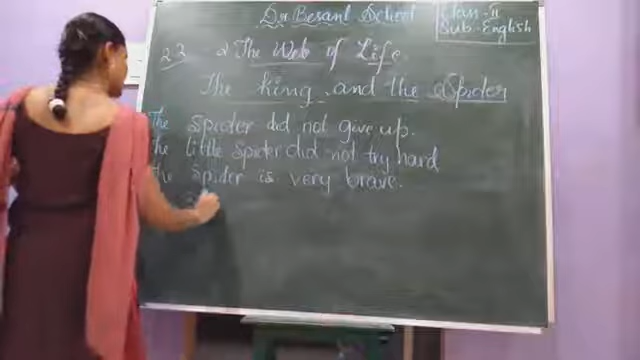 Dr. Besant School
Class-II
Sub-English
23 2) The Web of Life.
The king and the Spider
The spider did not give up.
The little spider did not try hard
The spider is very brave.